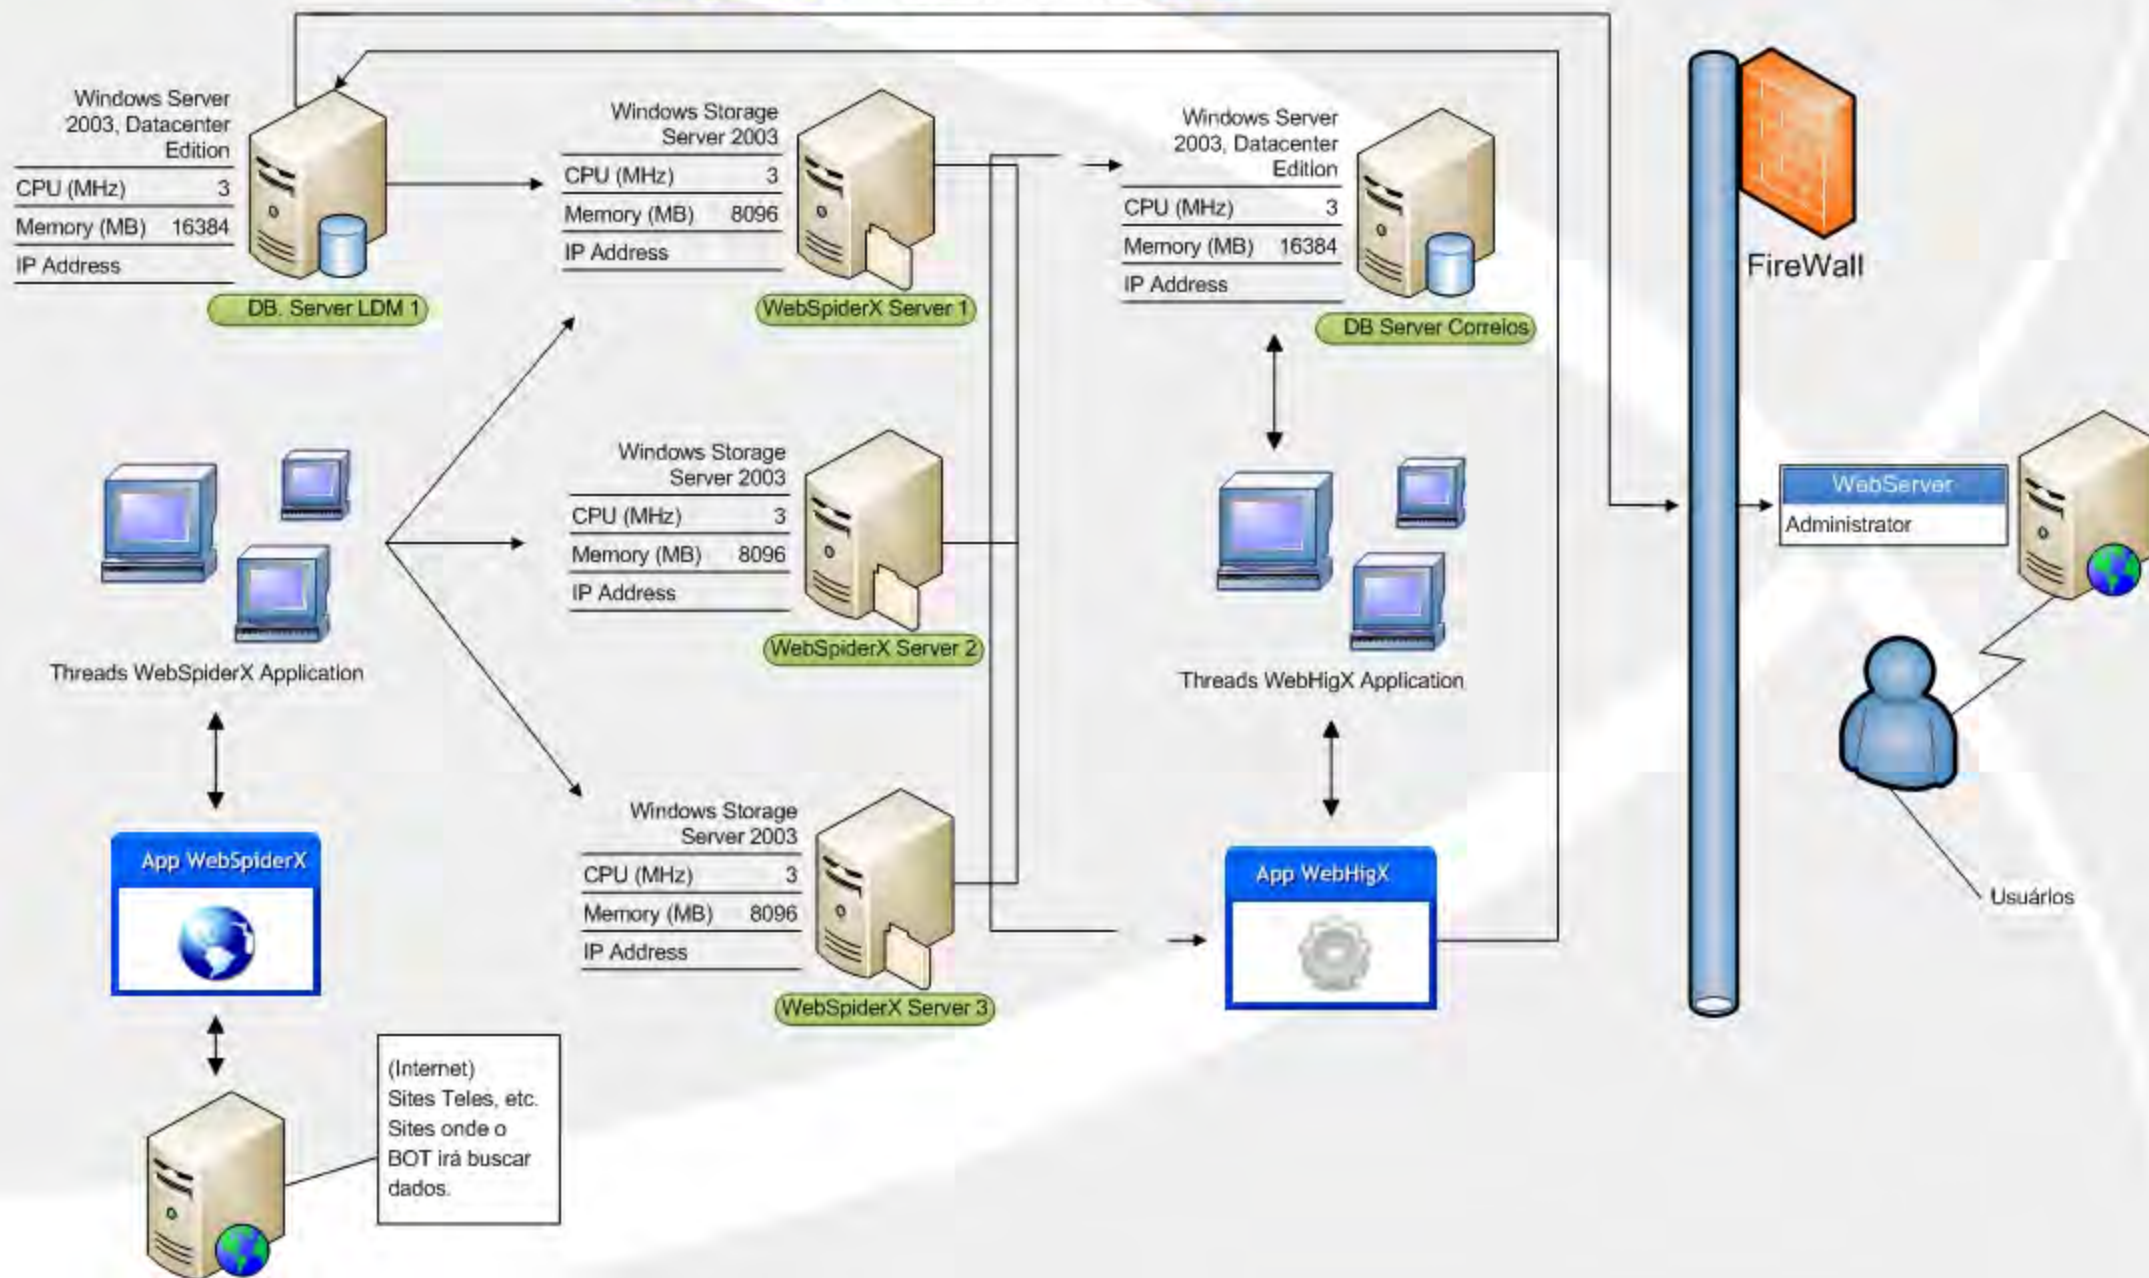 Windows Server
2003, Datacenter
Edition
CPU (MHz) 3
Memory (MB) 16384
IP Address
DB. Server LDM 1
Windows Storage
Server 2003
CPU (MHz) 3
Memory (MB) 8096
IP Address
WebSpiderX Server 1
Windows Server
2003, Datacenter
Edition
CPU (MHz) 3
Memory (MB) 16384
IP Address
DB Server Correios
FireWall
Threads WebSpiderX Application
Windows Storage
Server 2003
CPU (MHz) 3
Memory (MB) 8096
IP Address
WebSpiderX Server 2
Threads WebHigX Application
WebServer
Administrator
Usuários
App WebSpiderX
Windows Storage
Server 2003
CPU (MHz) 3
Memory (MB) 8096
IP Address
WebSpiderX Server 3
App WebHigX
(Internet)
Sites Teles, etc.
Sites onde o
BOT irá buscar
dados.